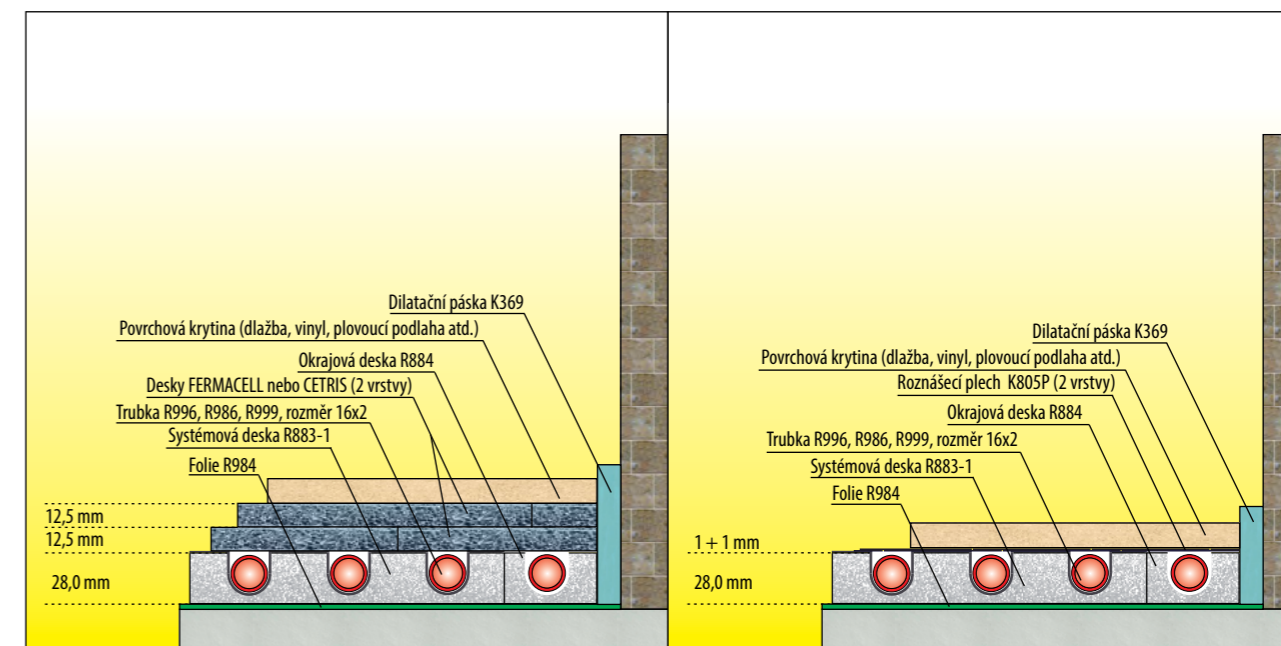 Dilatační páska K369
Povrchová krytina (dlažba, vinyl, plovoucí podlaha atd.)
Okrajová deska R884
Desky FERMACELL nebo CETRIS (2 vrstvy)
Trubka R996, R986, R999, rozměr 16x2
Systémová deska R883-1
Folie R984
12,5 mm
12,5 mm
28,0 mm
Dilatační páska K369
Povrchová krytina (dlažba, vinyl, plovoucí podlaha atd.)
Roznášecí plech K805P (2 vrstvy)
Okrajová deska R884
Trubka R996, R986, R999, rozměr 16x2
Systémová deska R883-1
Folie R984
1 + 1 mm
28,0 mm